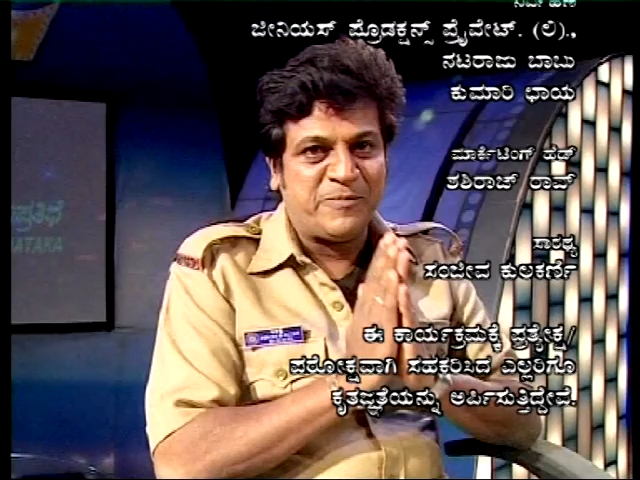 ಜೀನಿಯಸ್ ಪ್ರೊಡಕ್ಷನ್ಸ್ ಪ್ರೈವೇಟ್. (ಲಿ).,
ನಟರಾಜು ಬಾಬು
ಕುಮಾರಿ ಛಾಯ
ಮಾರ್ಕೆಟಿಂಗ್ ಹೆಡ್
ಶಶಿರಾಜ್ ರಾವ್
ಸಾರಥ್ಯ
ಸಂಜೀವ ಕುಲಕರ್ಣಿ
ಈ ಕಾರ್ಯಕ್ರಮಕ್ಕೆ ಪ್ರತ್ಯೇಕ್ಷ/
ಪರೋಕ್ಷವಾಗಿ ಸಹಕರಿಸಿದ ಎಲ್ಲರಿಗೂ
ಕೃತಜ್ಞತೆಯನ್ನು ಅರ್ಪಿಸುತ್ತಿದ್ದೇವೆ.